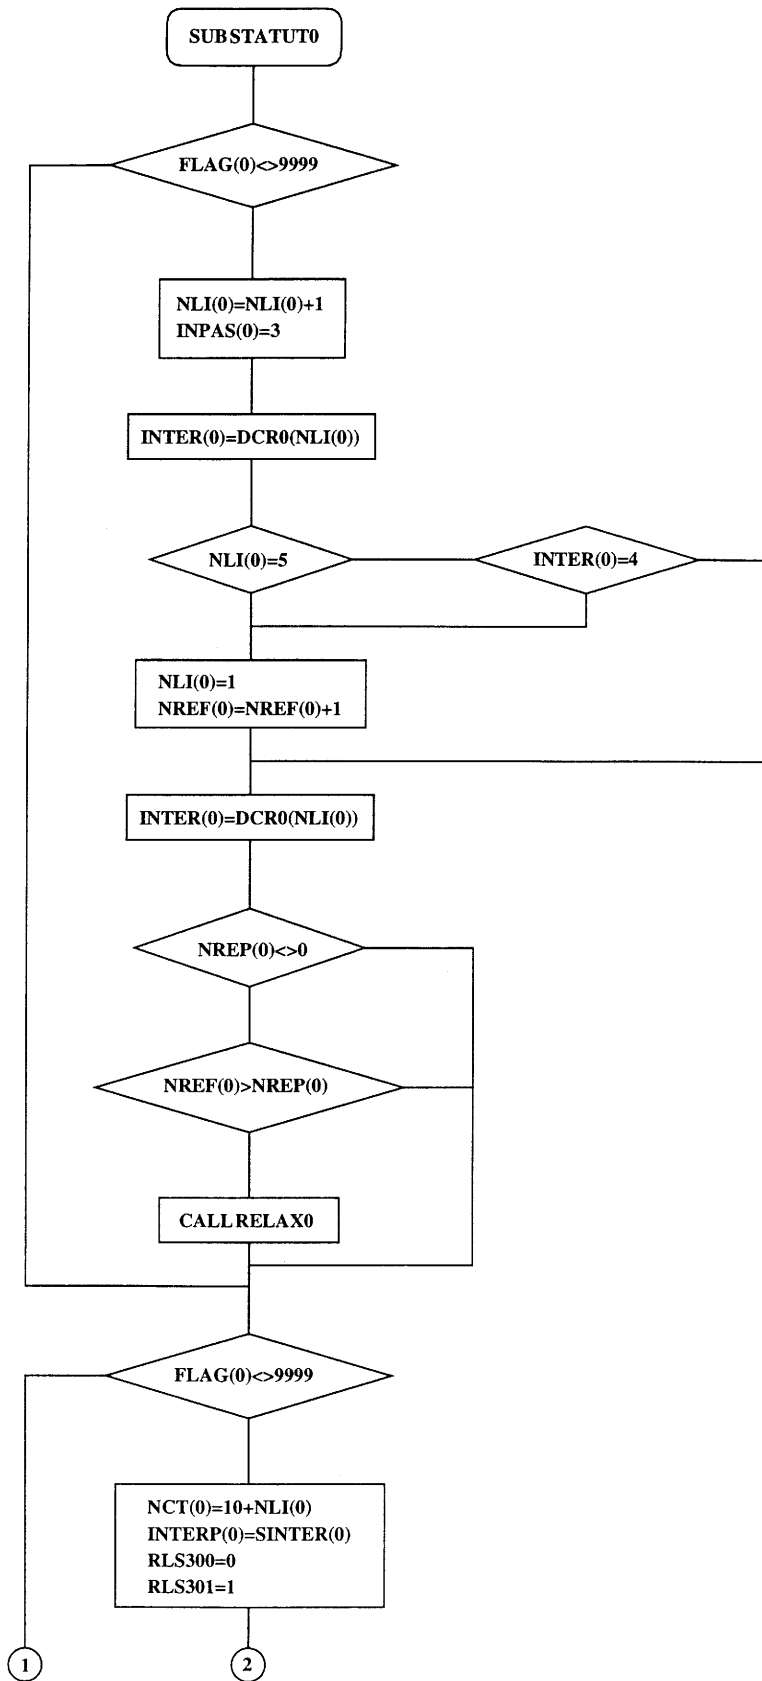 SUBSTATUT0
FLAG(0)<>9999
NLI(0)=NLI(0)+1
INPAS(0)=3
INTER(0)=DCR0(NLI(0))
NLI(0)=5
INTER(0)=4
NLI(0)=1
NREF(0)=NREF(0)+1
INTER(0)=DCR0(NLI(0))
NREP(0)<>0
NREF(0)>NREP(0)
CALL RELAX0
FLAG(0)<>9999
NCT(0)=10+NLI(0)
INTERP(0)=SINTER(0)
RLS300=0
RLS301=1
1
2